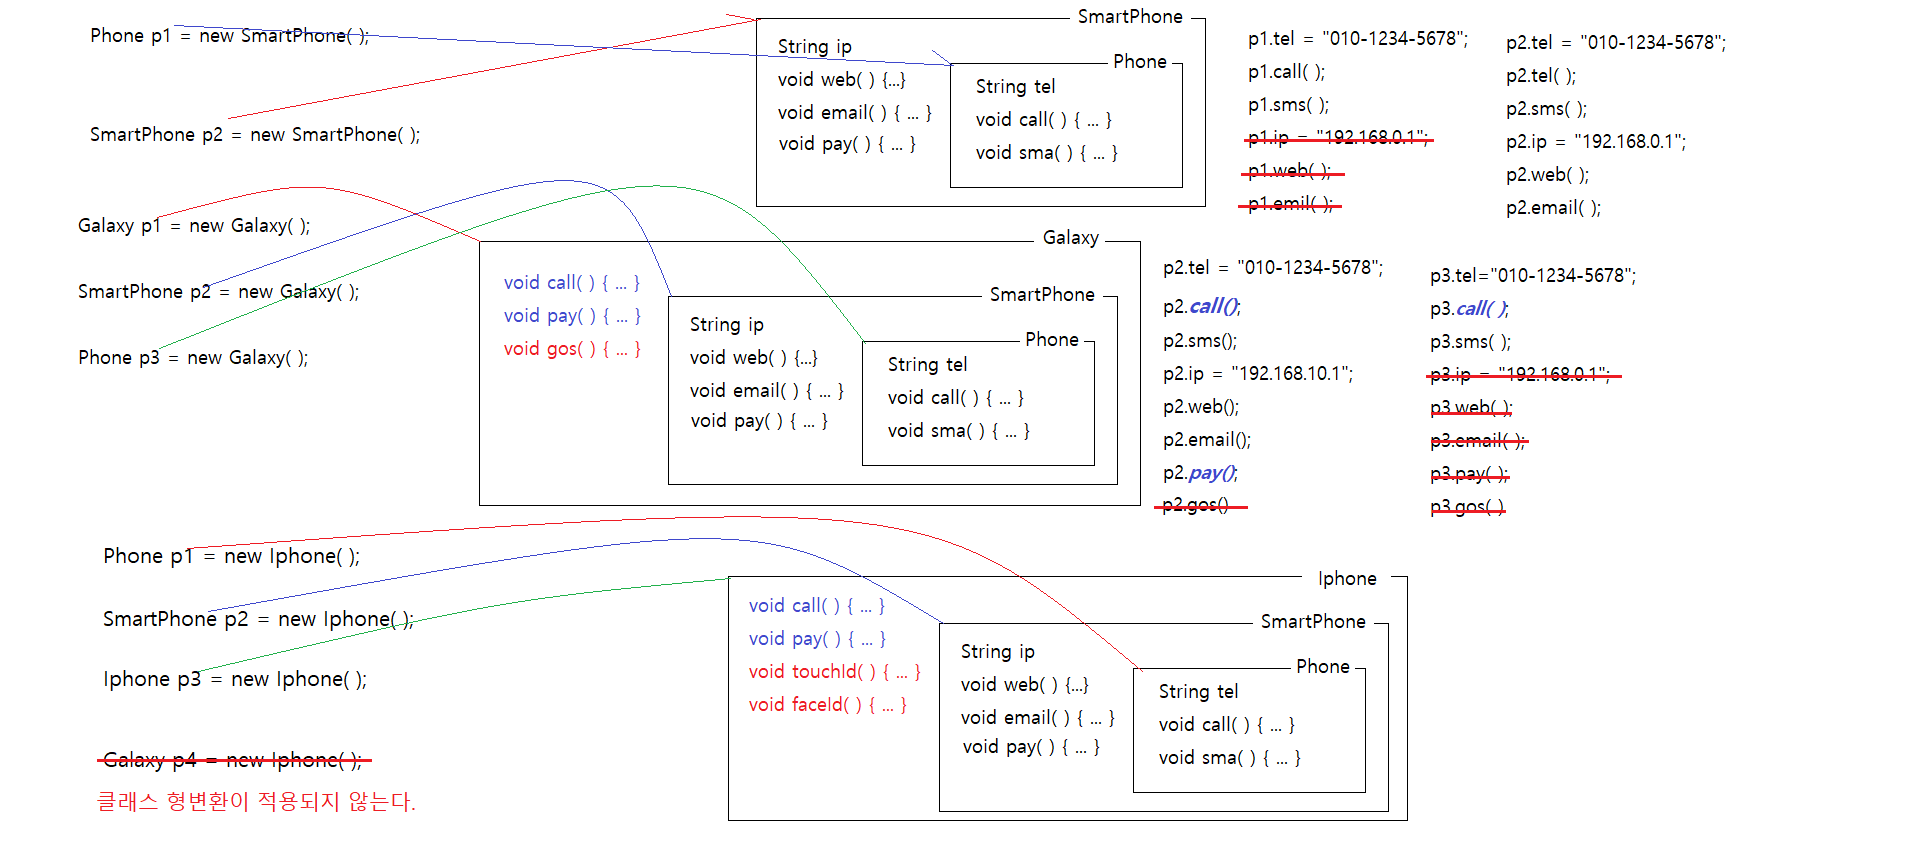 Phone p1 = new SmartPhone( );
SmartPhone p2 = new SmartPhone( );
SmartPhone
String ip
void web( ) {...}
void email( ) { ... }
void pay( ) { ... }
Phone
String tel
void call( ) { ... }
void sma( ) { ... }
p1.tel = "010-1234-5678";
p1.call( );
p1.sms( );
p1.ip = "192.168.0.1";
p1.web( );
p1.emil( );
p2.tel = "010-1234-5678";
p2.tel( );
p2.sms( );
p2.ip = "192.168.0.1";
p2.web( );
p2.email( );
Galaxy p1 = new Galaxy( );
SmartPhone p2 = new Galaxy( );
Phone p3 = new Galaxy( );
Galaxy
void call( ) { ... }
void pay( ) { ... }
void gos( ) { ... }
SmartPhone
String ip
void web( ) {...}
void email( ) { ... }
void pay( ) { ... }
Phone
String tel
void call( ) { ... }
void sma( ) { ... }
p2.tel = "010-1234-5678";
p2.call();
p2.sms();
p2.ip = "192.168.10.1";
p2.web();
p2.email();
p2.pay();
p2.gos()
p3.tel="010-1234-5678";
p3.call( );
p3.sms( );
p3.ip = "192.168.0.1";
p3.web( );
p3.email( );
p3.pay( );
p3.gos( )
Phone p1 = new Iphone( );
SmartPhone p2 = new Iphone( );
Iphone p3 = new Iphone( );
Galaxy p4 = new Iphone( );
클래스 형변환이 적용되지 않는다.
Iphone
void call( ) { ... }
void pay( ) { ... }
void touchId( ) { ... }
void faceId( ) { ... }
SmartPhone
String ip
void web( ) {...}
void email( ) { ... }
void pay( ) { ... }
Phone
String tel
void call( ) { ... }
void sma( ) { ... }